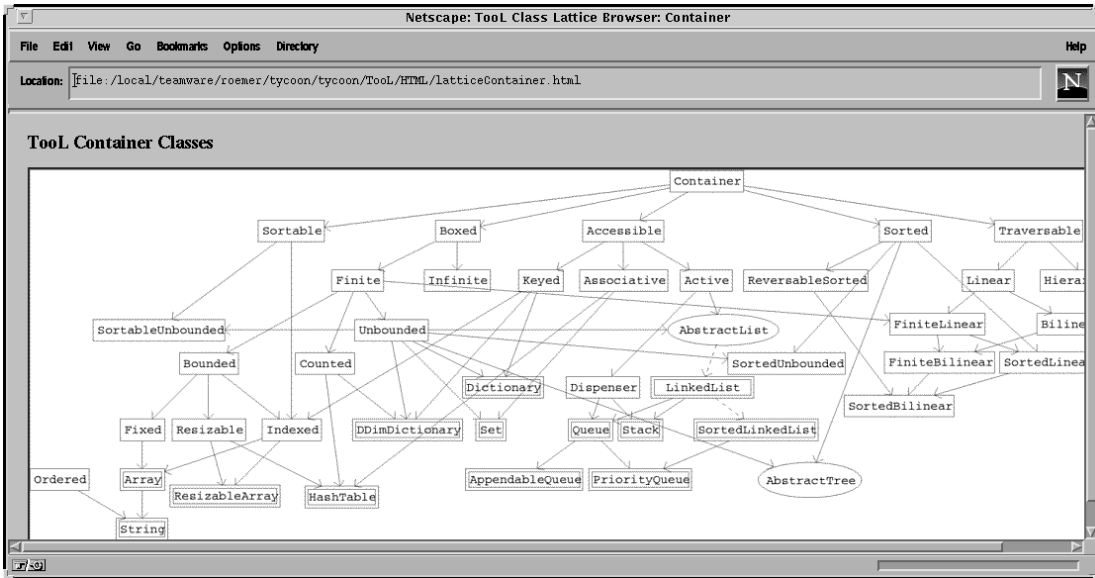 Netscape: TooL Class Lattice Browser: Container
File Edit View Go Bookmarks Options Directory Help
Location: file:/local/teamware/roemer/tycoon/tycoon/TooL/HTML/latticeContainer.html
N
TooL Container Classes
Container
Sortable Boxed Accessible Sorted Traversable
Finite Infinite Keyed Associative Active ReversableSorted Linear Hiera
SortableUnbounded Unbounded AbstractList FiniteLinear Biline
Bounded Counted SortedUnbounded FiniteBilinear SortedLinea
Dictionary Dispenser LinkedList
SortedBilinear
Fixed Resizable Indexed DDimDictionary Set Queue Stack SortedLinkedList
Ordered Array AppendableQueue PriorityQueue AbstractTree
ResizableArray HashTable
String